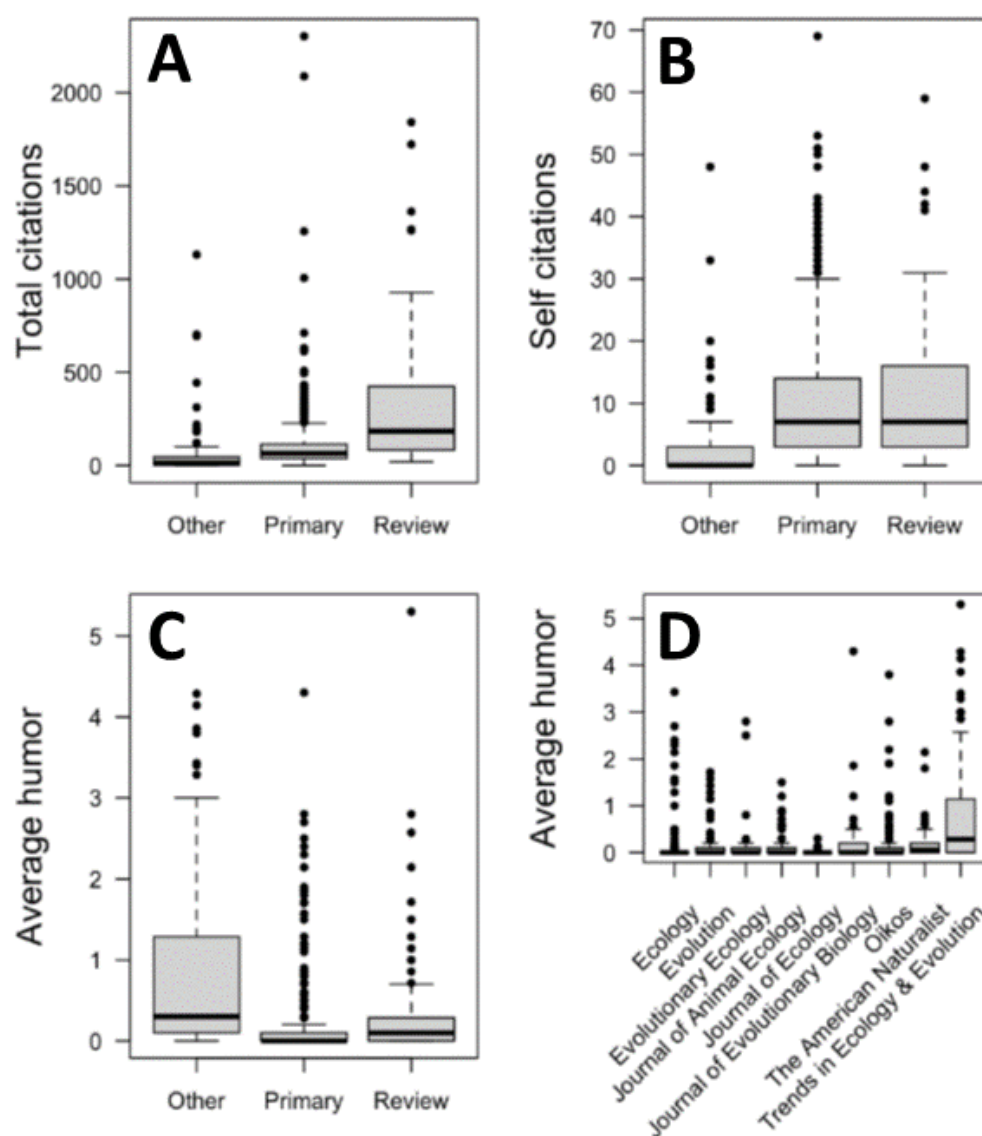 A
Total citations
2000
1500
1000
500
0
Other Primary Review
B
Self citations
70
60
50
40
30
20
10
0
Other Primary Review
C
Average humor
5
4
3
2
1
0
Other Primary Review
D
Average humor
5
4
3
2
1
0
Ecology
Evolution
Evolutionary Ecology
Journal of Animal Ecology
Journal of Ecology
Journal of Evolutionary Biology
Oikos
The American Naturalist
Trends in Ecology & Evolution